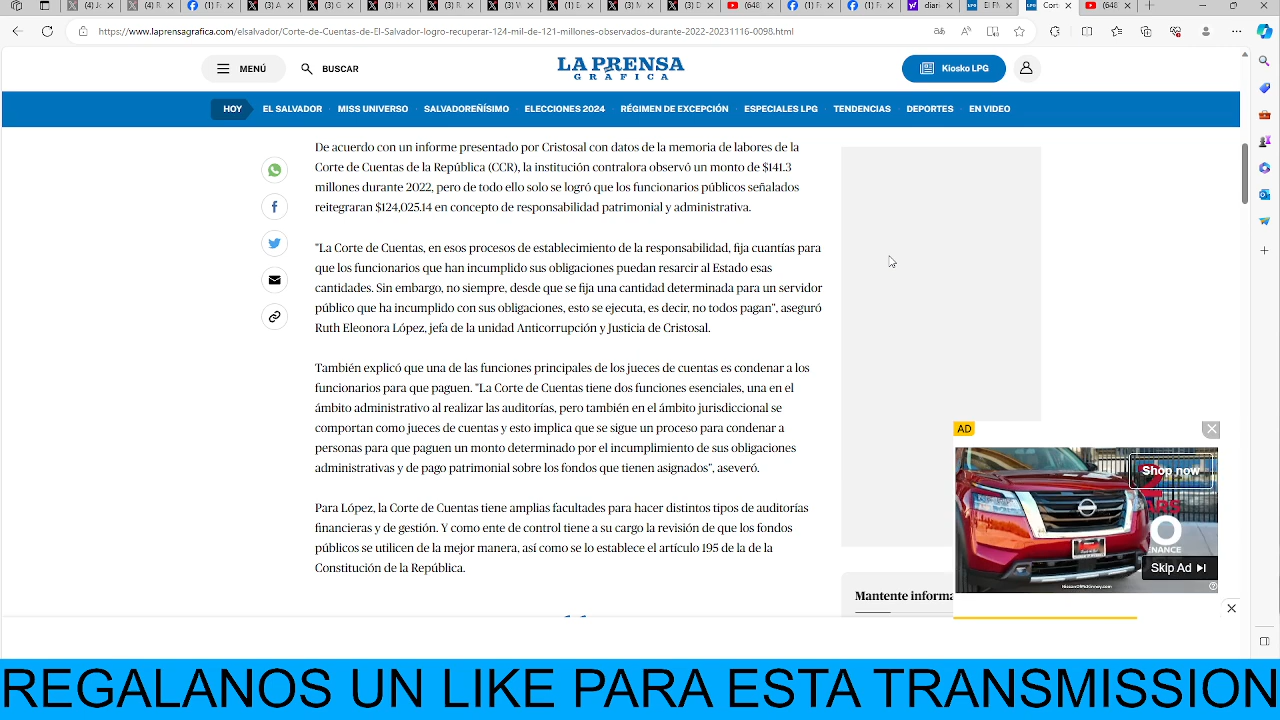 https://www.laprensagrafica.com/elsalvador/Corte-de-Cuentas-de-El-Salvador-logro-recuperar-124-mil-de-121-millones-observados-durante-2022-20231116-0098.html
MENÚ
BUSCAR
LA PRENSA
GRÁFICA
Kiosko LPG
HOY
EL SALVADOR
MISS UNIVERSO
SALVADOREÑÍSIMO
ELECCIONES 2024
RÉGIMEN DE EXCEPCIÓN
ESPECIALES LPG
TENDENCIAS
DEPORTES
EN VIDEO
De acuerdo con un informe presentado por Cristosal con datos de la memoria de labores de la
Corte de Cuentas de la República (CCR), la institución contralora observó un monto de $141.3
millones durante 2022, pero de todo ello solo se logró que los funcionarios públicos señalados
reitegraran $124,025.14 en concepto de responsabilidad patrimonial y administrativa.
"La Corte de Cuentas, en esos procesos de establecimiento de la responsabilidad, fija cuantías para
que los funcionarios que han incumplido sus obligaciones puedan resarcir al Estado esas
cantidades. Sin embargo, no siempre, desde que se fija una cantidad determinada para un servidor
público que ha incumplido con sus obligaciones, esto se ejecuta, es decir, no todos pagan", aseguró
Ruth Eleonora López, jefa de la unidad Anticorrupción y Justicia de Cristosal.
También explicó que una de las funciones principales de los jueces de cuentas es condenar a los
funcionarios para que paguen. "La Corte de Cuentas tiene dos funciones esenciales, una en el
ámbito administrativo al realizar las auditorías, pero también en el ámbito jurisdiccional se
comportan como jueces de cuentas y esto implica que se sigue un proceso para condenar a
personas para que paguen un monto determinado por el incumplimiento de sus obligaciones
administrativas y de pago patrimonial sobre los fondos que tienen asignados", aseveró.
Para López, la Corte de Cuentas tiene amplias facultades para hacer distintos tipos de auditorías
financieras y de gestión. Y como ente de control tiene a su cargo la revisión de que los fondos
públicos se utilicen de la mejor manera, así como se lo establece el artículo 195 de la de la
Constitución de la República.
AD
Shop now
Skip Ad
Mantente informa
REGALANOS UN LIKE PARA ESTA TRANSMISSION